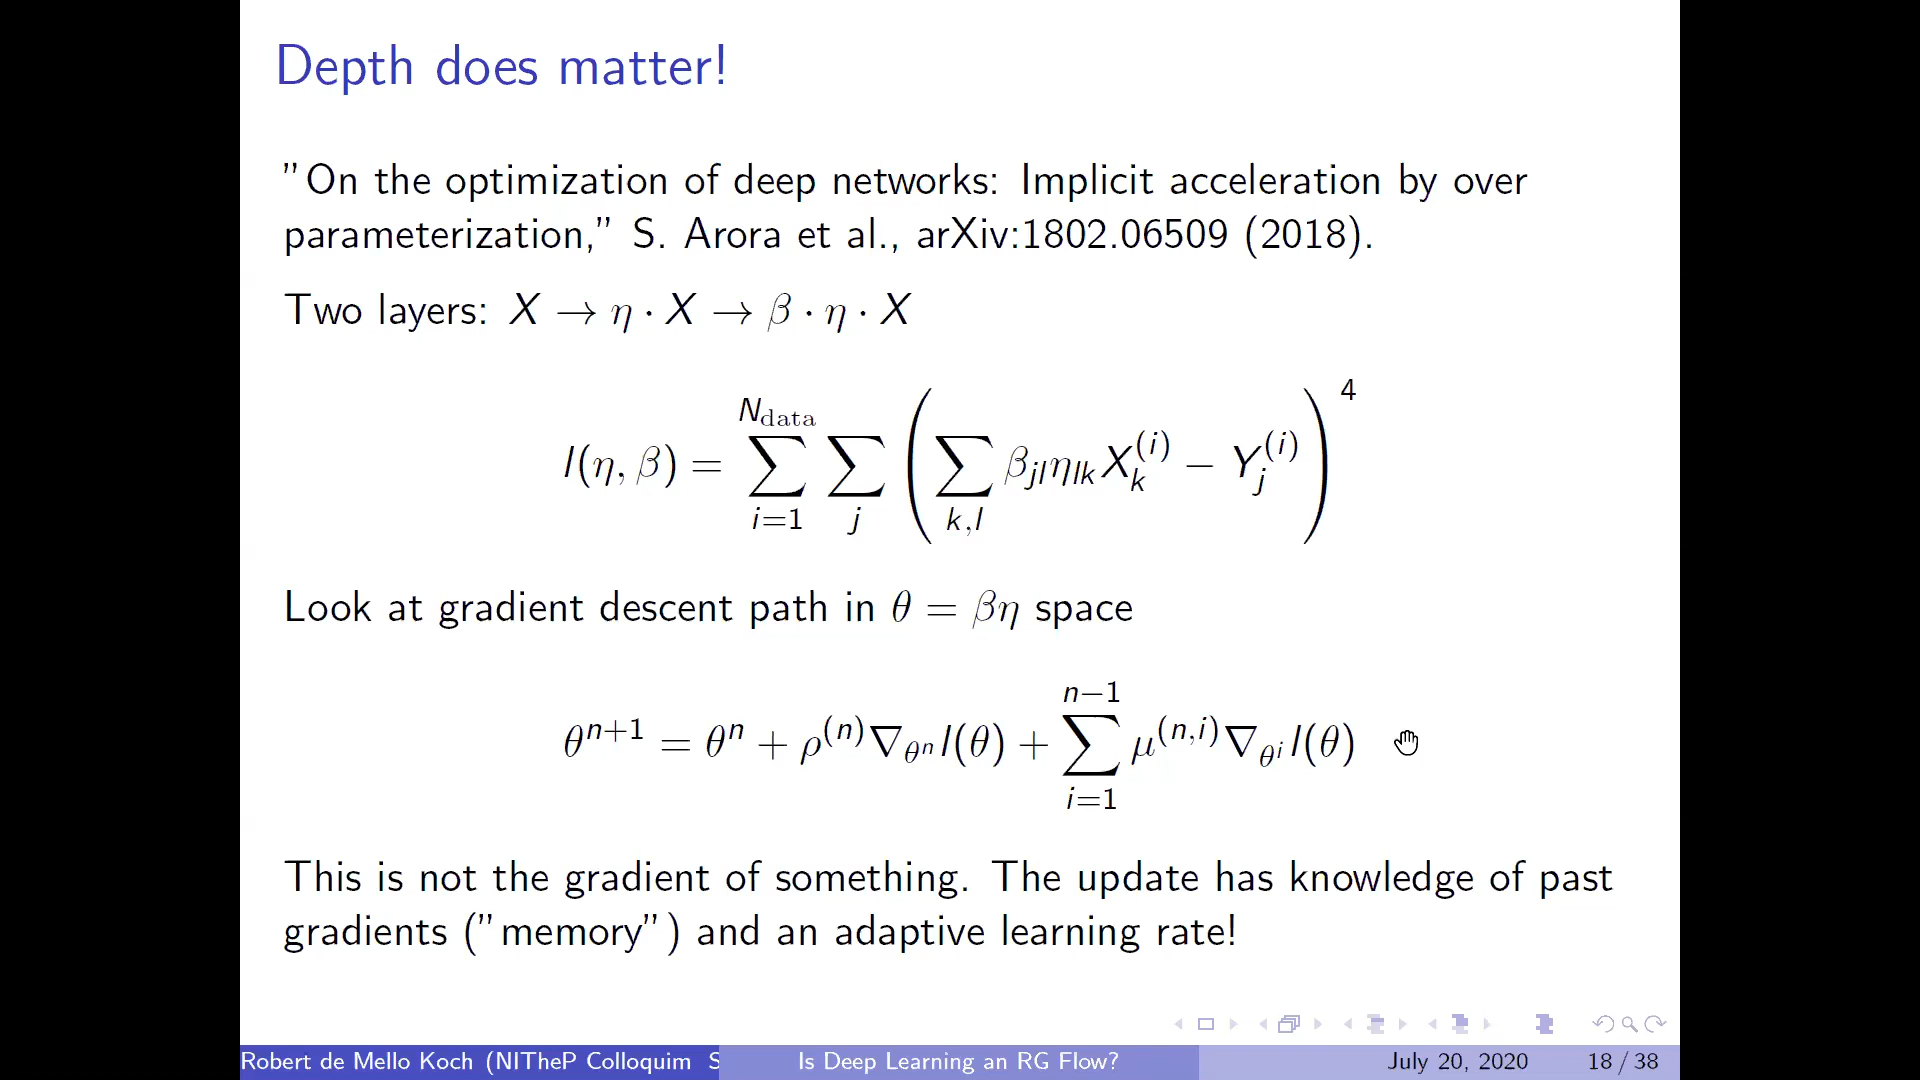 Depth does matter!
”On the optimization of deep networks: Implicit acceleration by over
parameterization,” S. Arora et al., arXiv:1802.06509 (2018).
Two layers: X → η · X → β · η · X
l(η, β) = ∑_{i=1}^{N_data} ∑_j ( ∑_{k,l} β_{jl} η_{lk} X_k^{(i)} − Y_j^{(i)} )^4
Look at gradient descent path in θ = βη space
θ^{n+1} = θ^n + ρ^{(n)} ∇_{θ^n} l(θ) + ∑_{i=1}^{n−1} μ^{(n,i)} ∇_{θ^i} l(θ)
This is not the gradient of something. The update has knowledge of past
gradients (”memory”) and an adaptive learning rate!
Robert de Mello Koch (NITheP Colloquim S Is Deep Learning an RG Flow? July 20, 2020 18 / 38